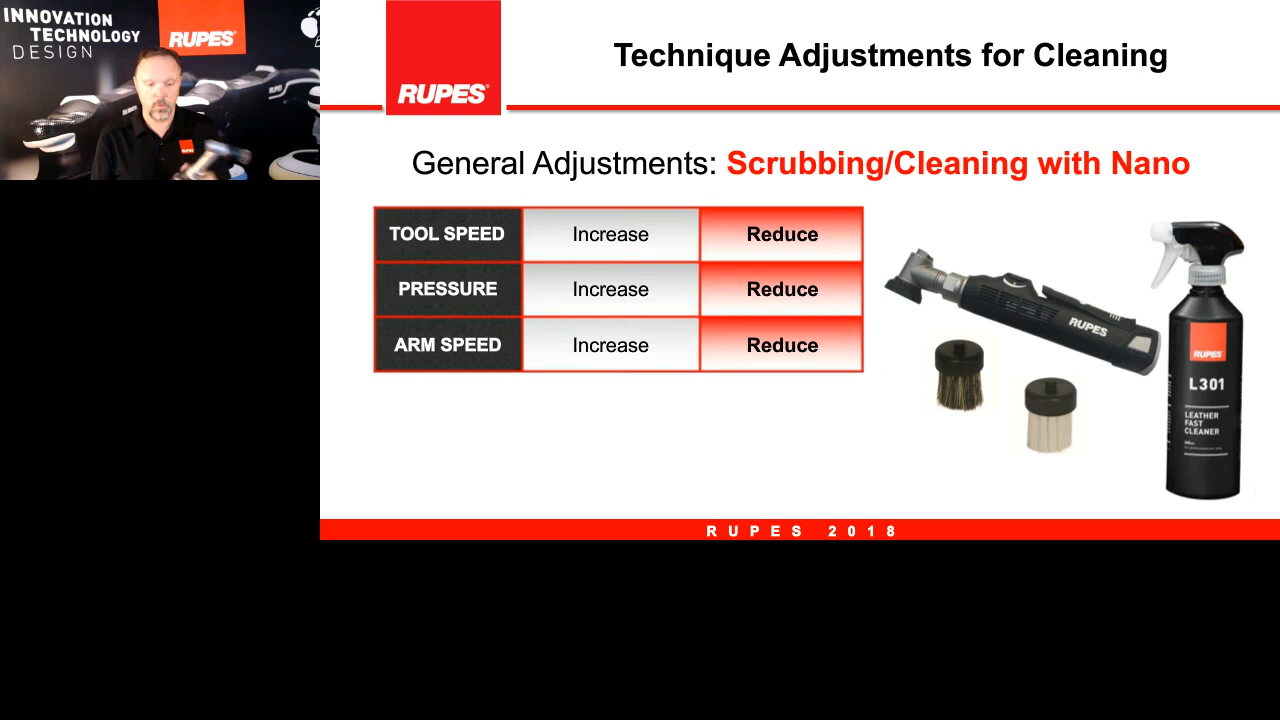 INNOVATION
TECHNOLOGY
DESIGN
RUPES
RUPES
Technique Adjustments for Cleaning
General Adjustments: Scrubbing/Cleaning with Nano
TOOL SPEED Increase Reduce
PRESSURE Increase Reduce
ARM SPEED Increase Reduce
RUPES
RUPES
L301
LEATHER
FAST
CLEANER
RUPES 2018